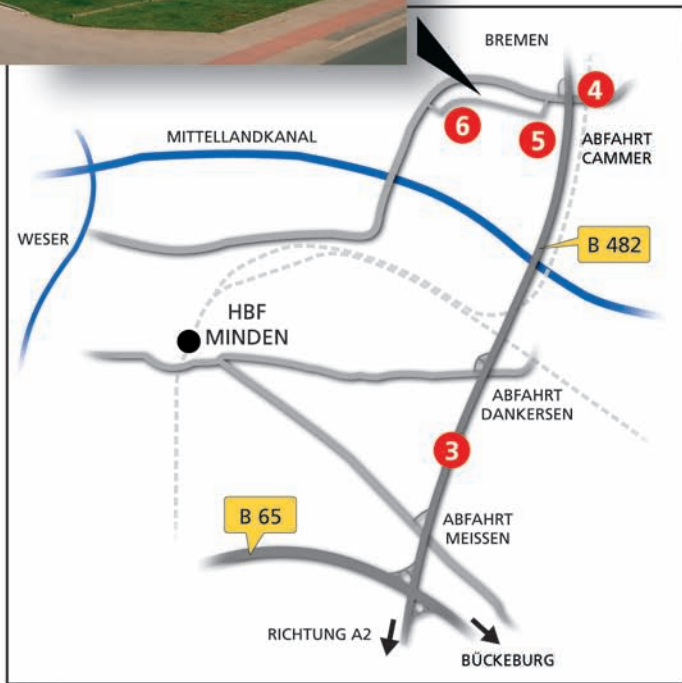 BREMEN
4
6
5
MITTELLANDKANAL
ABFAHRT
CAMMER
WESER
B 482
HBF
MINDEN
ABFAHRT
DANKERSEN
3
B 65
ABFAHRT
MEISSEN
RICHTUNG A2
BÜCKEBURG